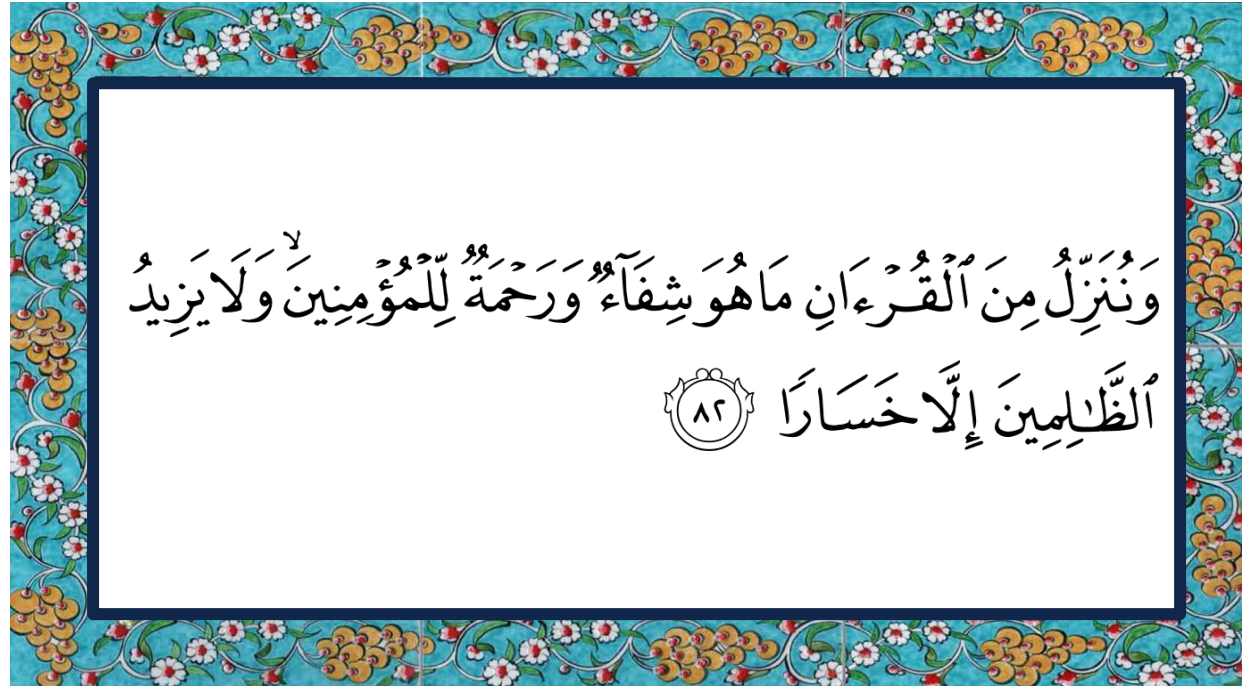 وَنُنَزِّلُ مِنَ ٱلْقُرْءَانِ مَا هُوَ شِفَآءٌ وَرَحْمَةٌ لِّلْمُؤْمِنِينَ ۙ وَلَا يَزِيدُ
ٱلظَّـٰلِمِينَ إِلَّا خَسَارًا ٨٢